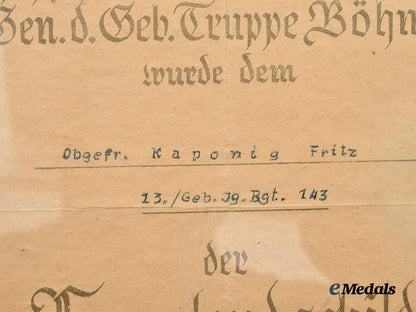 Gen. d. Geb. Truppe Böhm
wurde dem
Obgefr. Kaponig Fritz
13./Geb.Jg.Rgt. 143
der
eMedals